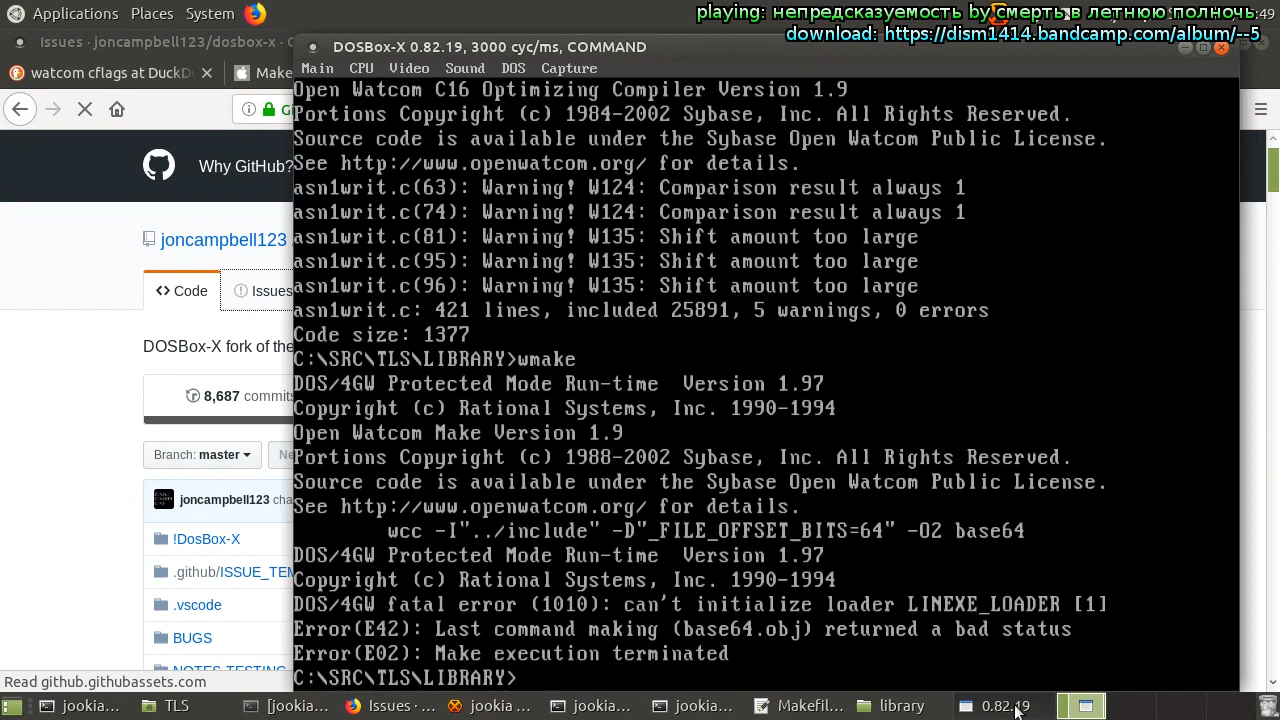 Applications Places System
playing: непредсказуемость by смерть в летнюю полночь
:49
download: https://dism1414.bandcamp.com/album/--5
Issues · joncampbell123/dosbox-x · G
DOSBox-X 0.82.19, 3000 cyc/ms, COMMAND
watcom cflags at DuckDu
Make
Main CPU Video Sound DOS Capture
Gi
Why GitHub?
joncampbell123
Code
Issues
DOSBox-X fork of the
8,687 commits
Branch: master
Ne
joncampbell123 cha
!DosBox-X
.github/ISSUE_TEM
.vscode
BUGS
NOTES-TESTING
Read github.githubassets.com
Open Watcom C16 Optimizing Compiler Version 1.9
Portions Copyright (c) 1984-2002 Sybase, Inc. All Rights Reserved.
Source code is available under the Sybase Open Watcom Public License.
See http://www.openwatcom.org/ for details.
asn1writ.c(63): Warning! W124: Comparison result always 1
asn1writ.c(74): Warning! W124: Comparison result always 1
asn1writ.c(81): Warning! W135: Shift amount too large
asn1writ.c(95): Warning! W135: Shift amount too large
asn1writ.c(96): Warning! W135: Shift amount too large
asn1writ.c: 421 lines, included 25891, 5 warnings, 0 errors
Code size: 1377
C:\SRC\TLS\LIBRARY>wmake
DOS/4GW Protected Mode Run-time  Version 1.97
Copyright (c) Rational Systems, Inc. 1990-1994
Open Watcom Make Version 1.9
Portions Copyright (c) 1988-2002 Sybase, Inc. All Rights Reserved.
Source code is available under the Sybase Open Watcom Public License.
See http://www.openwatcom.org/ for details.
wcc -I"../include" -D"_FILE_OFFSET_BITS=64" -O2 base64
DOS/4GW Protected Mode Run-time  Version 1.97
Copyright (c) Rational Systems, Inc. 1990-1994
DOS/4GW fatal error (1010): can't initialize loader LINEXE_LOADER [1]
Error(E42): Last command making (base64.obj) returned a bad status
Error(E02): Make execution terminated
C:\SRC\TLS\LIBRARY>
jookia... TLS [jookia... Issues ·... jookia ... jookia... jookia... Makefil... library 0.82.19